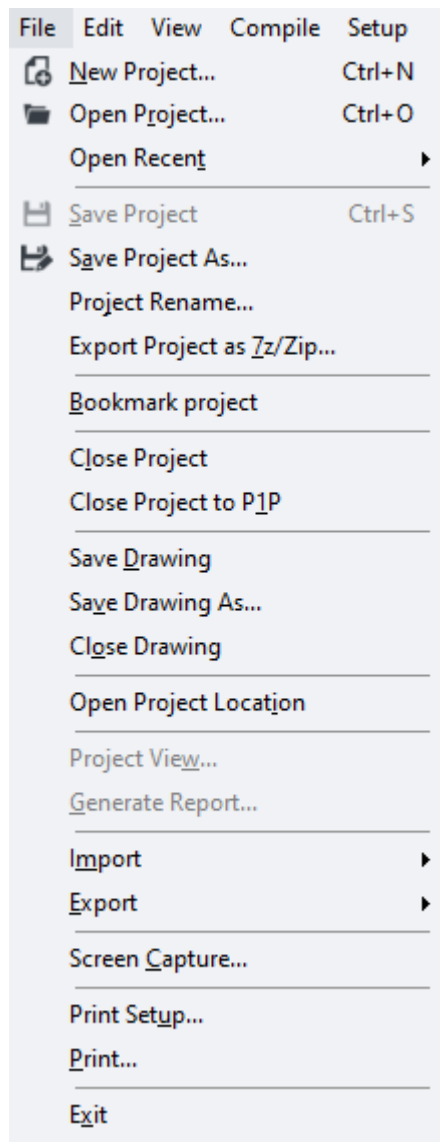 File Edit View Compile Setup
New Project... Ctrl+N
Open Project... Ctrl+O
Open Recent
Save Project Ctrl+S
Save Project As...
Project Rename...
Export Project as 7z/Zip...
Bookmark project
Close Project
Close Project to P1P
Save Drawing
Save Drawing As...
Close Drawing
Open Project Location
Project View...
Generate Report...
Import
Export
Screen Capture...
Print Setup...
Print...
Exit